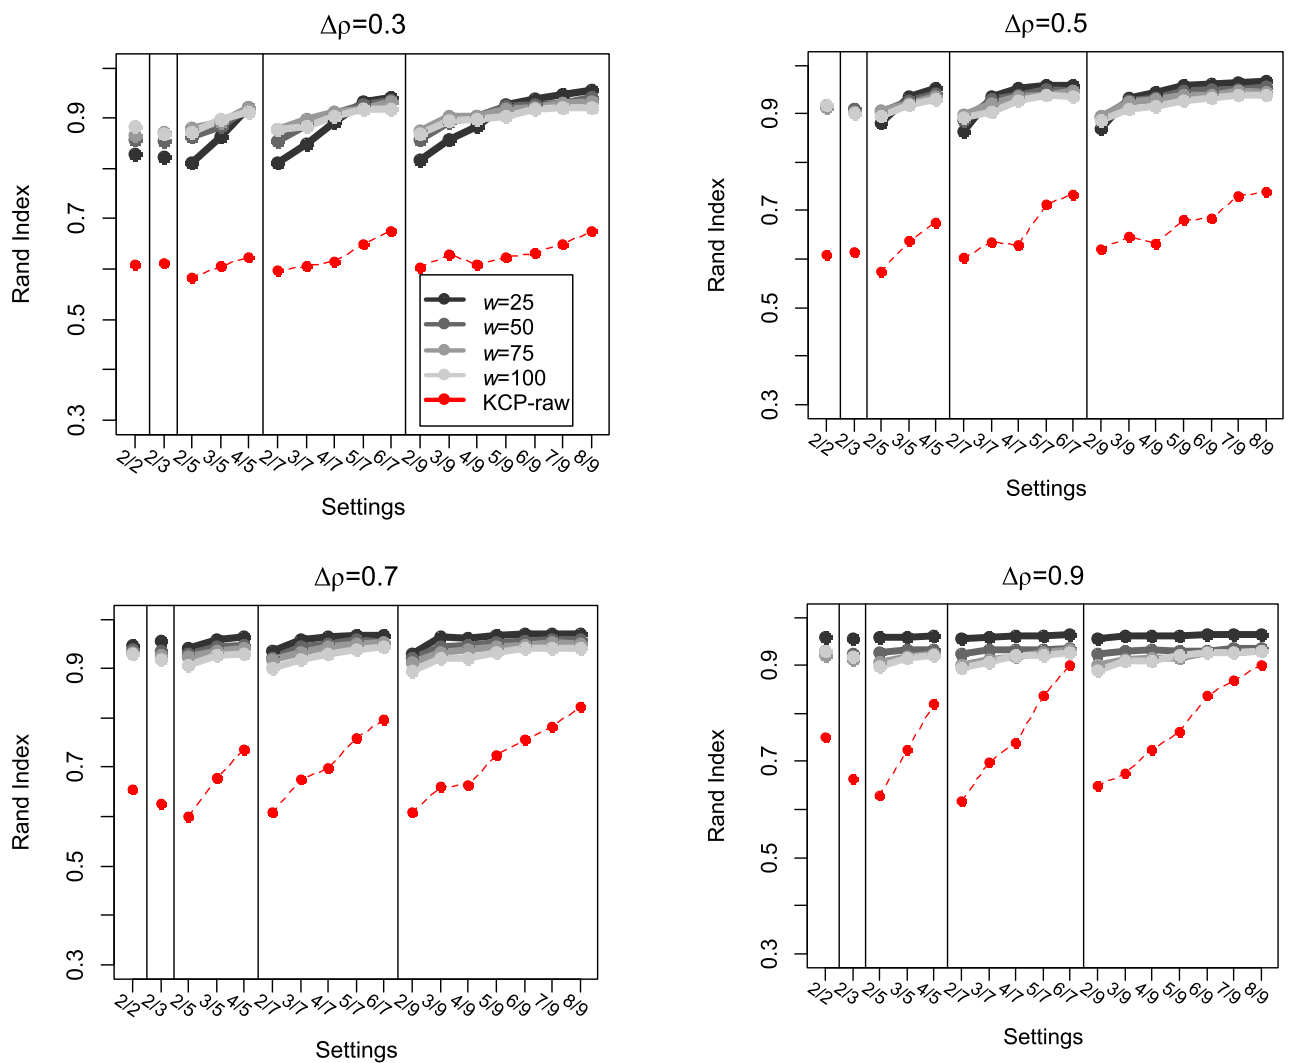 Δρ=0.3
Rand Index
0.9
0.7
0.5
0.3
w=25
w=50
w=75
w=100
KCP-raw
2/2 2/3 2/5 3/5 4/5 2/7 3/7 4/7 5/7 6/7 2/9 3/9 4/9 5/9 6/9 7/9 8/9
Settings
Δρ=0.5
Rand Index
0.9
0.7
0.5
0.3
2/2 2/3 2/5 3/5 4/5 2/7 3/7 4/7 5/7 6/7 2/9 3/9 4/9 5/9 6/9 7/9 8/9
Settings
Δρ=0.7
Rand Index
0.9
0.7
0.5
0.3
2/2 2/3 2/5 3/5 4/5 2/7 3/7 4/7 5/7 6/7 2/9 3/9 4/9 5/9 6/9 7/9 8/9
Settings
Δρ=0.9
Rand Index
0.9
0.7
0.5
0.3
2/2 2/3 2/5 3/5 4/5 2/7 3/7 4/7 5/7 6/7 2/9 3/9 4/9 5/9 6/9 7/9 8/9
Settings